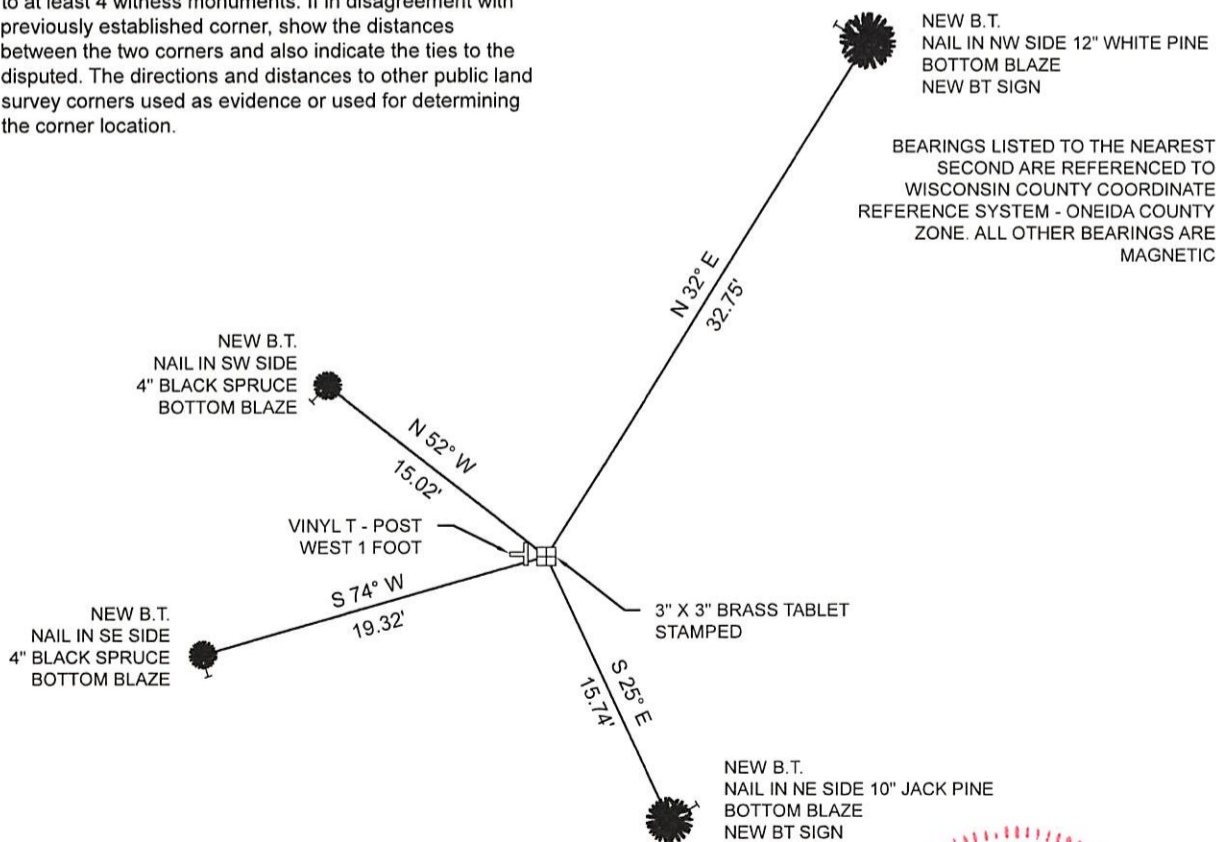 to at least 4 witness monuments. If in disagreement with
previously established corner, show the distances
between the two corners and also indicate the ties to the
disputed. The directions and distances to other public land
survey corners used as evidence or used for determining
the corner location.
NEW B.T.
NAIL IN NW SIDE 12" WHITE PINE
BOTTOM BLAZE
NEW BT SIGN
BEARINGS LISTED TO THE NEAREST
SECOND ARE REFERENCED TO
WISCONSIN COUNTY COORDINATE
REFERENCE SYSTEM - ONEIDA COUNTY
ZONE. ALL OTHER BEARINGS ARE
MAGNETIC
N 32° E
32.75'
NEW B.T.
NAIL IN SW SIDE
4" BLACK SPRUCE
BOTTOM BLAZE
N 52° W
15.02'
VINYL T - POST
WEST 1 FOOT
S 74° W
19.32'
NEW B.T.
NAIL IN SE SIDE
4" BLACK SPRUCE
BOTTOM BLAZE
3" X 3" BRASS TABLET
STAMPED
S 25° E
15.74'
NEW B.T.
NAIL IN NE SIDE 10" JACK PINE
BOTTOM BLAZE
NEW BT SIGN